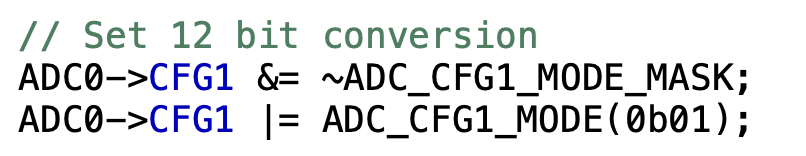 // Set 12 bit conversion
ADC0->CFG1 &= ~ADC_CFG1_MODE_MASK;
ADC0->CFG1 |= ADC_CFG1_MODE(0b01);